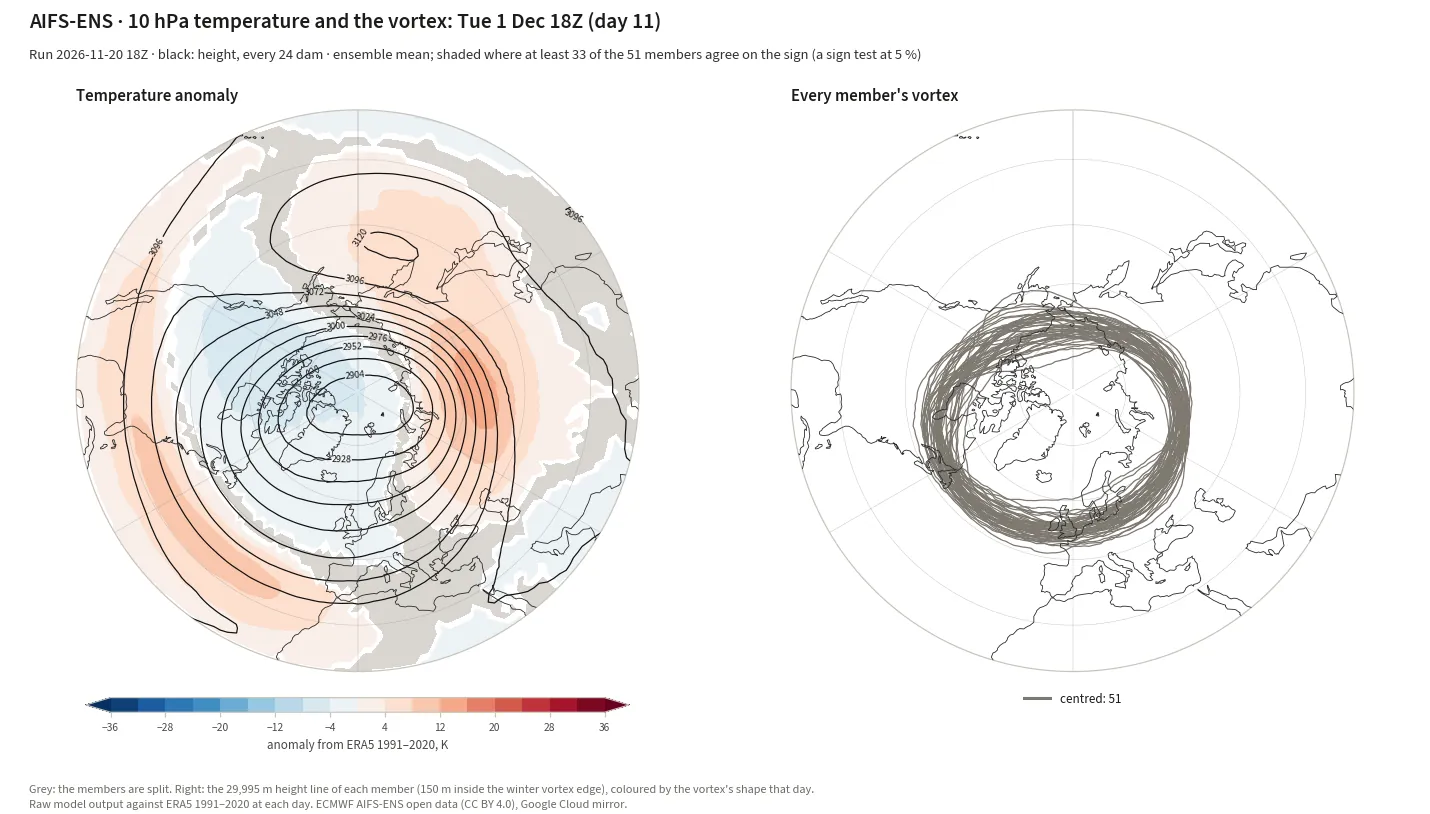 AIFS-ENS · 10 hPa temperature and the vortex: Tue 1 Dec 18Z (day 11)
Run 2026-11-20 18Z · black: height, every 24 dam · ensemble mean; shaded where at least 33 of the 51 members agree on the sign (a sign test at 5 %)
Temperature anomaly
Every member's vortex
3096
3096
3120
3096
3072
3048
3024
3000
2976
2952
2904
2928
centred: 51
−36 −28 −20 −12 −4 4 12 20 28 36
anomaly from ERA5 1991–2020, K
Grey: the members are split. Right: the 29,995 m height line of each member (150 m inside the winter vortex edge), coloured by the vortex's shape that day.
Raw model output against ERA5 1991–2020 at each day. ECMWF AIFS-ENS open data (CC BY 4.0), Google Cloud mirror.